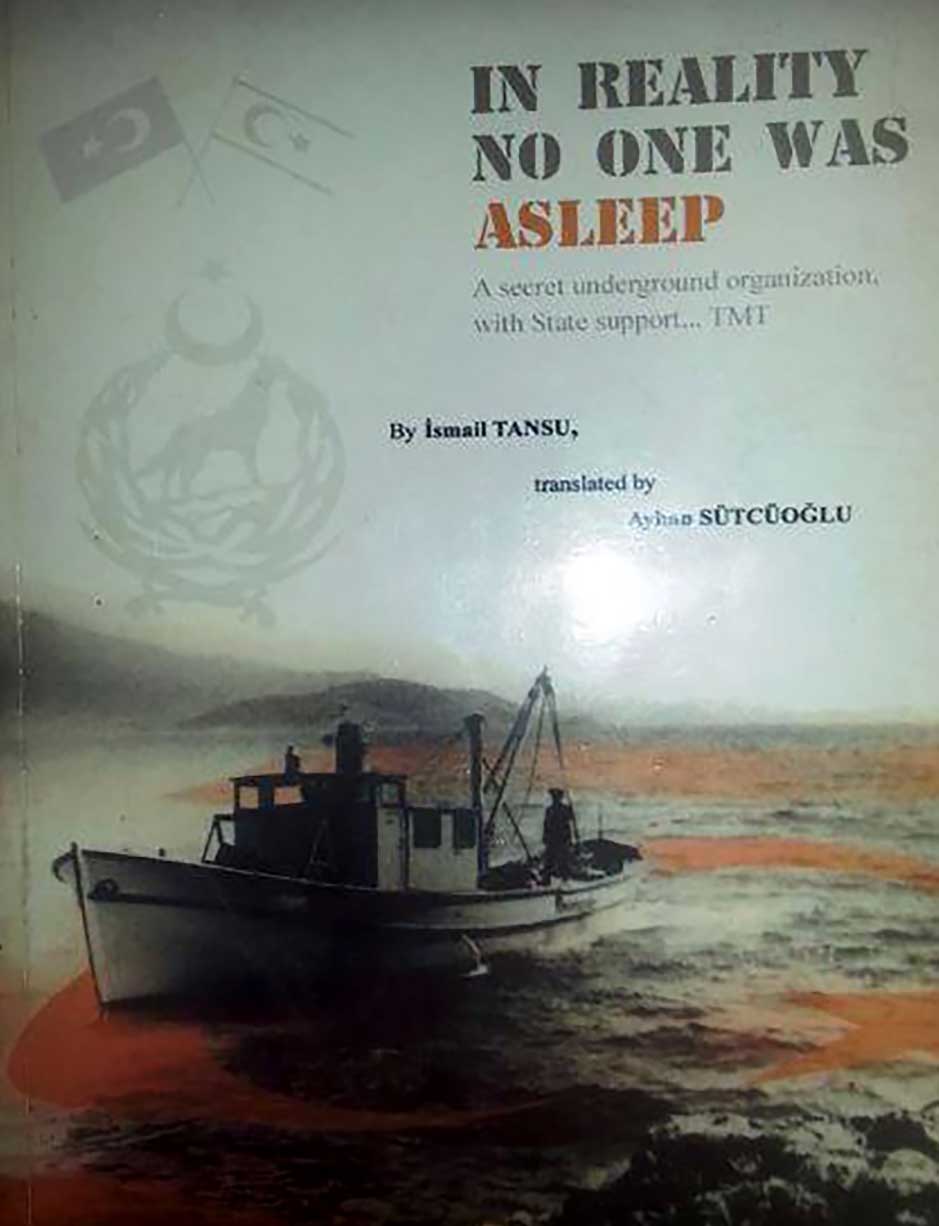 IN REALITY
NO ONE WAS
ASLEEP
A secret underground organization,
with State support... TMT
By İsmail TANSU,
translated by
Ayhan SÜTCÜOĞLU